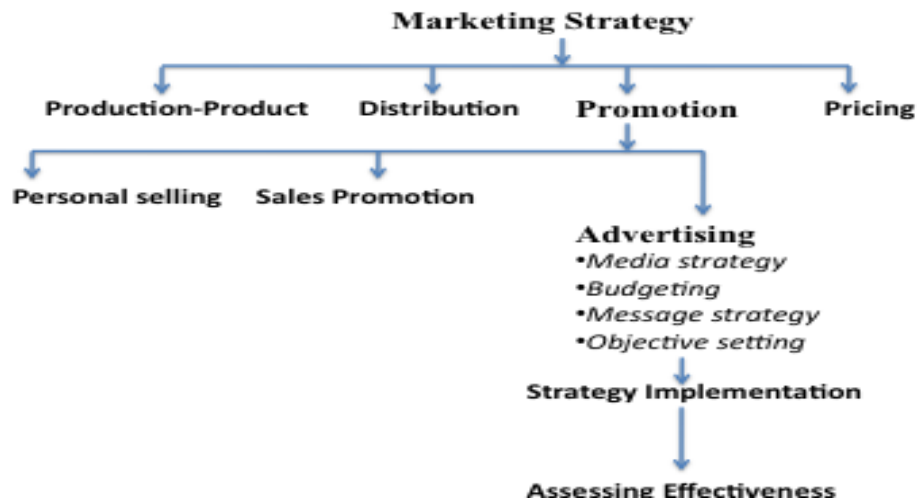 Marketing Strategy
Production-Product Distribution Promotion Pricing
Personal selling Sales Promotion
Advertising
•Media strategy
•Budgeting
•Message strategy
•Objective setting
Strategy Implementation
Assessing Effectiveness